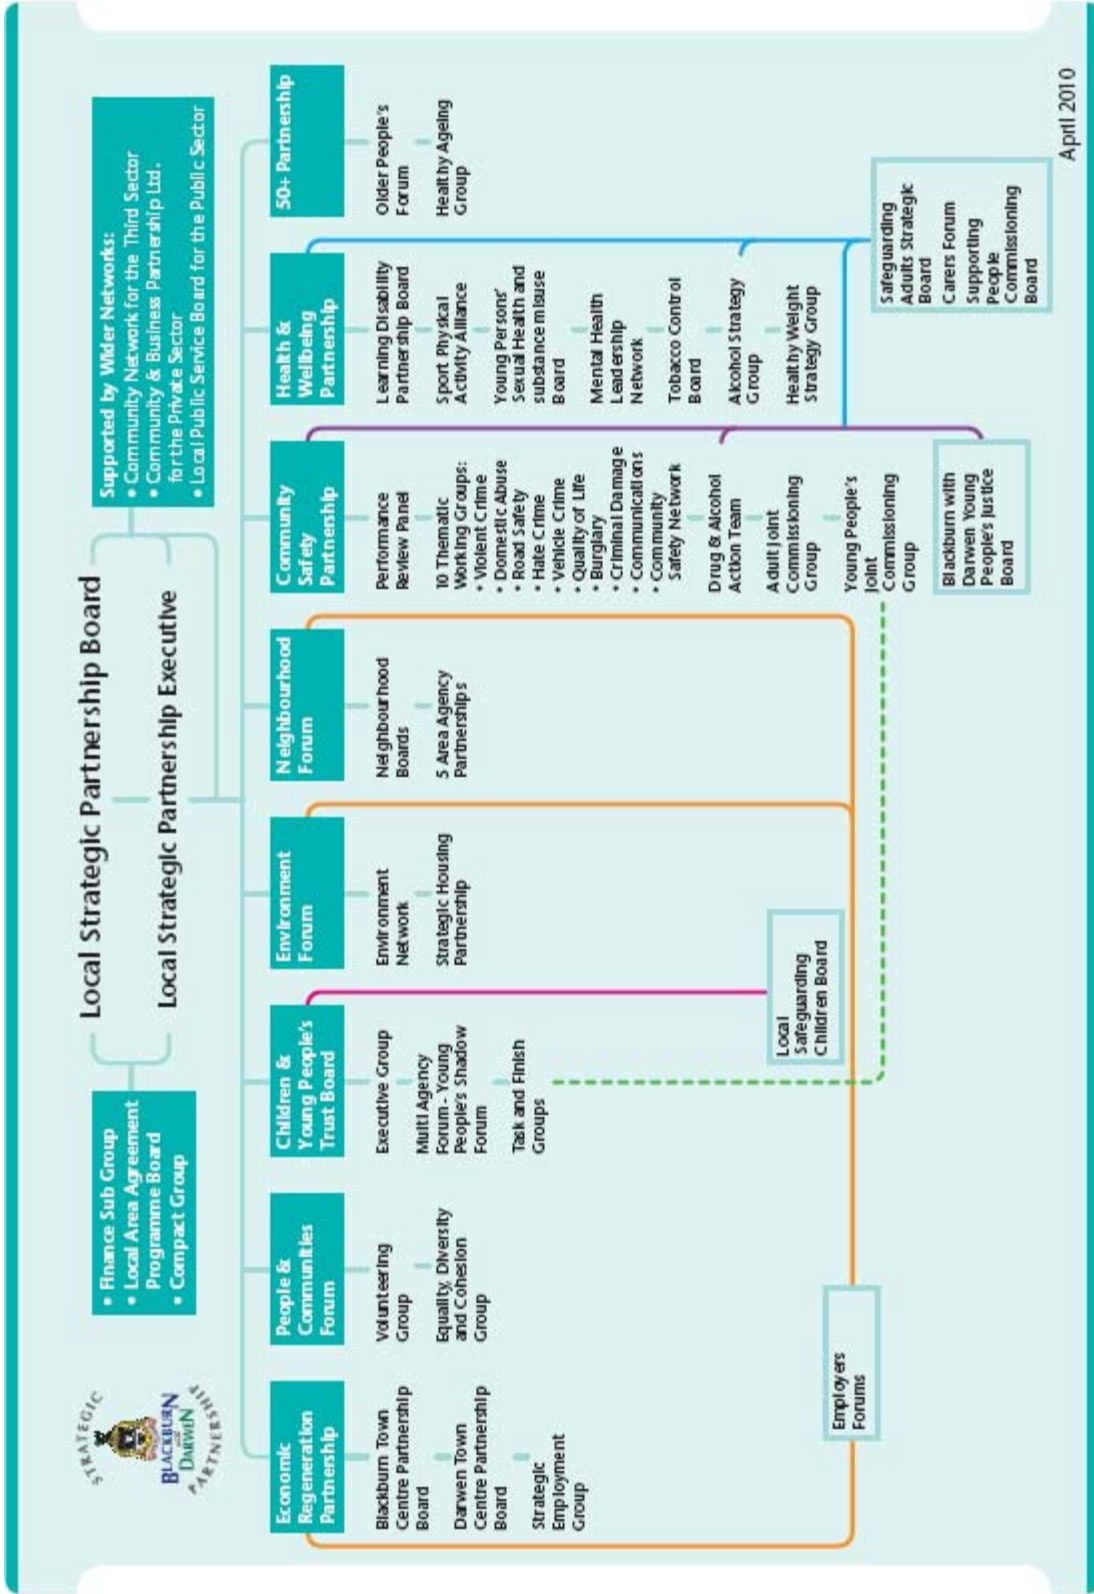 STRATEGIC
BLACKBURN
with
DARWEN
PARTNERSHIP
• Finance Sub Group
• Local Area Agreement
Programme Board
• Compact Group
Local Strategic Partnership Board
Local Strategic Partnership Executive
Supported by Wider Networks:
• Community Network for the Third Sector
• Community & Business Partnership Ltd.
for the Private Sector
• Local Public Service Board for the Public Sector
Economic
Regeneration
Partnership
Blackburn Town
Centre Partnership
Board
Darwen Town
Centre Partnership
Board
Strategic
Employment
Group
People &
Communities
Forum
Volunteering
Group
Equality, Diversity
and Cohesion
Group
Children &
Young People's
Trust Board
Executive Group
Multi Agency
Forum - Young
People's Shadow
Forum
Task and Finish
Groups
Environment
Forum
Environment
Network
Strategic Housing
Partnership
Neighbourhood
Forum
Neighbourhood
Boards
5 Area Agency
Partnerships
Community
Safety
Partnership
Performance
Review Panel
10 Thematic
Working Groups:
• Violent Crime
• Domestic Abuse
• Road Safety
• Hate Crime
• Vehicle Crime
• Quality of Life
• Burglary
• Criminal Damage
• Communications
• Community
Safety Network
Drug & Alcohol
Action Team
Adult Joint
Commissioning
Group
Young People's
Joint
Commissioning
Group
Health &
Wellbeing
Partnership
Learning Disability
Partnership Board
Sport Physical
Activity Alliance
Young Persons'
Sexual Health and
substance misuse
Board
Mental Health
Leadership
Network
Tobacco Control
Board
Alcohol Strategy
Group
Healthy Weight
Strategy Group
50+ Partnership
Older People's
Forum
Healthy Ageing
Group
Employers
Forums
Local
Safeguarding
Children Board
Blackburn with
Darwen Young
People's Justice
Board
Safeguarding
Adults Strategic
Board
Carers Forum
Supporting
People
Commissioning
Board
April 2010